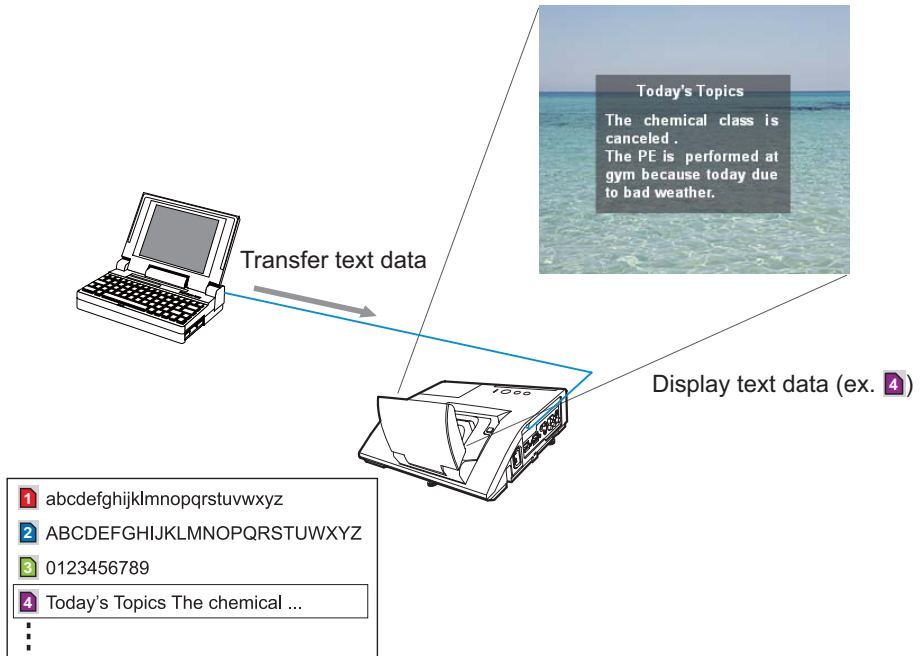 Today's Topics
The chemical class is
canceled .
The PE is performed at
gym because today due
to bad weather.
Transfer text data
Display text data (ex. 4)
1 abcdefghijklmnopqrstuvwxyz
2 ABCDEFGHIJKLMNOPQRSTUWXYZ
3 0123456789
4 Today's Topics The chemical ...